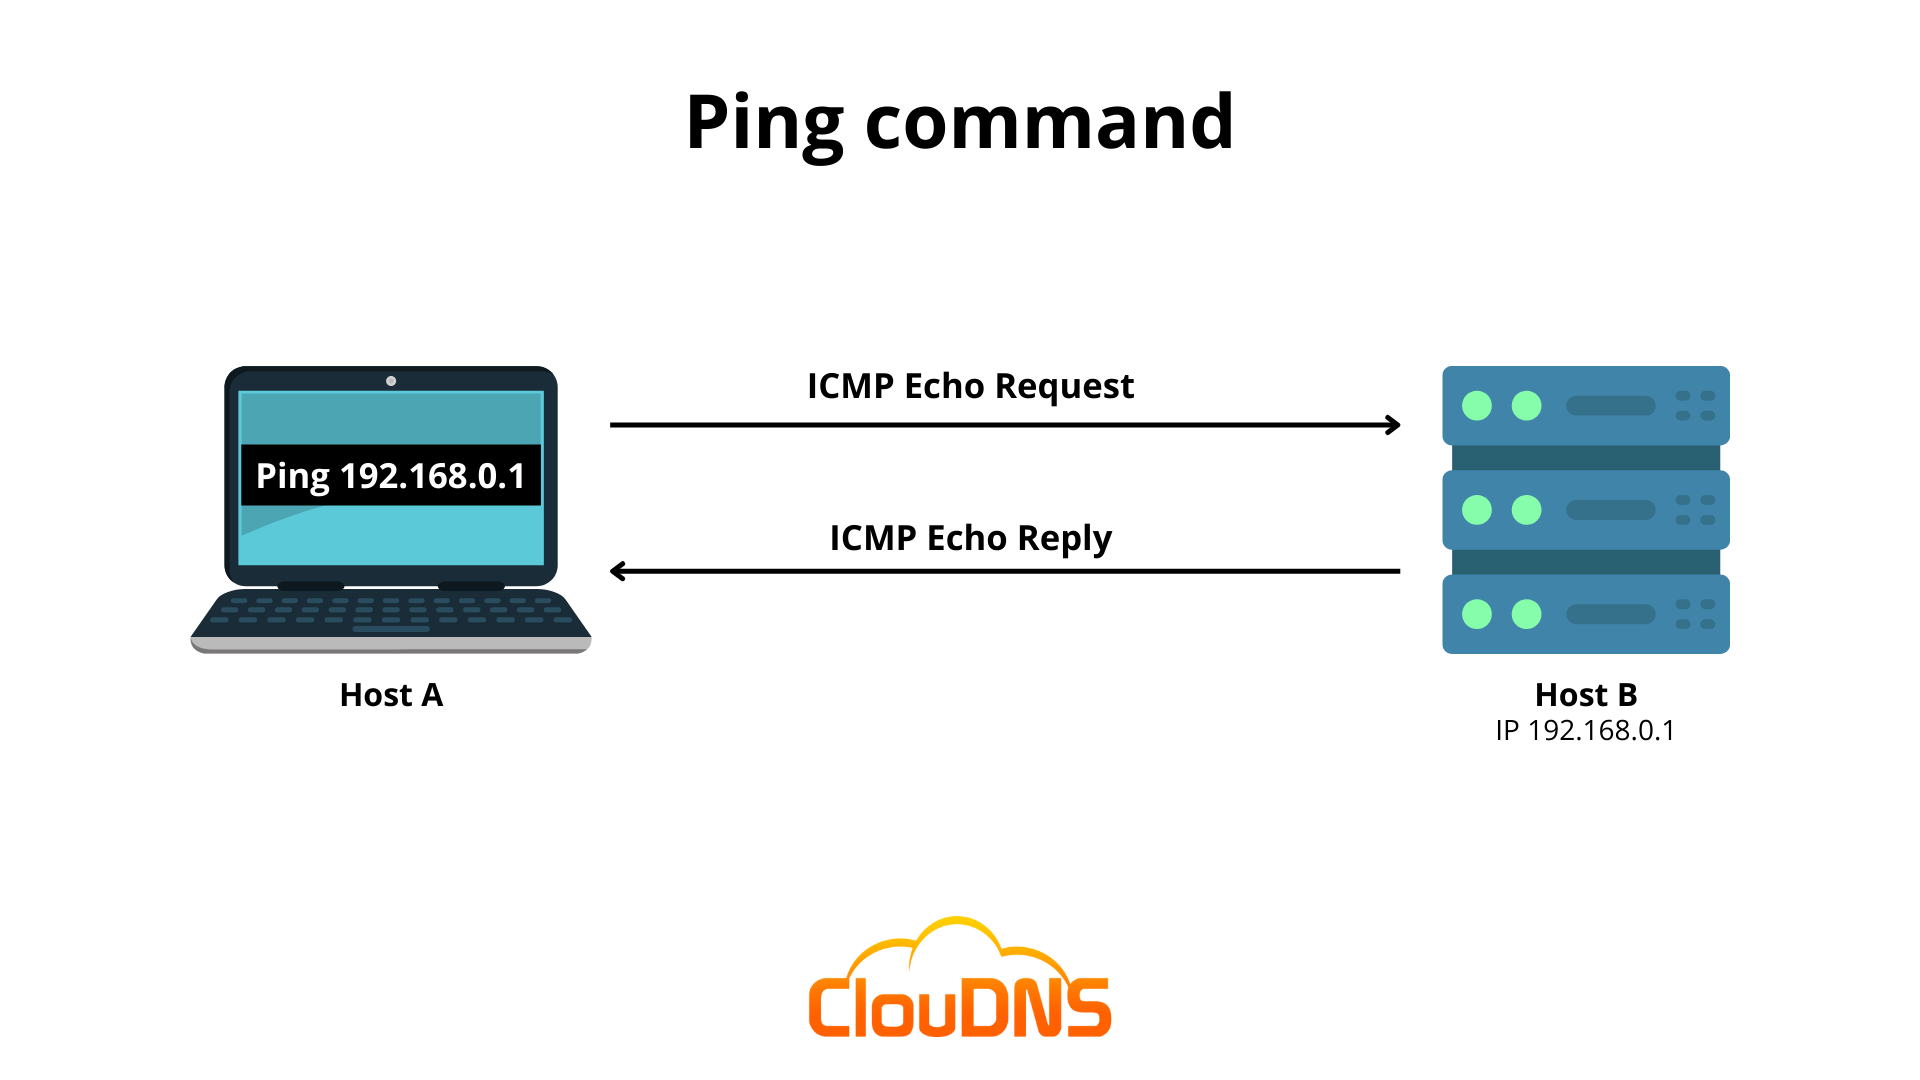 Ping command
ICMP Echo Request
Ping 192.168.0.1
ICMP Echo Reply
Host A
Host B
IP 192.168.0.1
ClouDNS